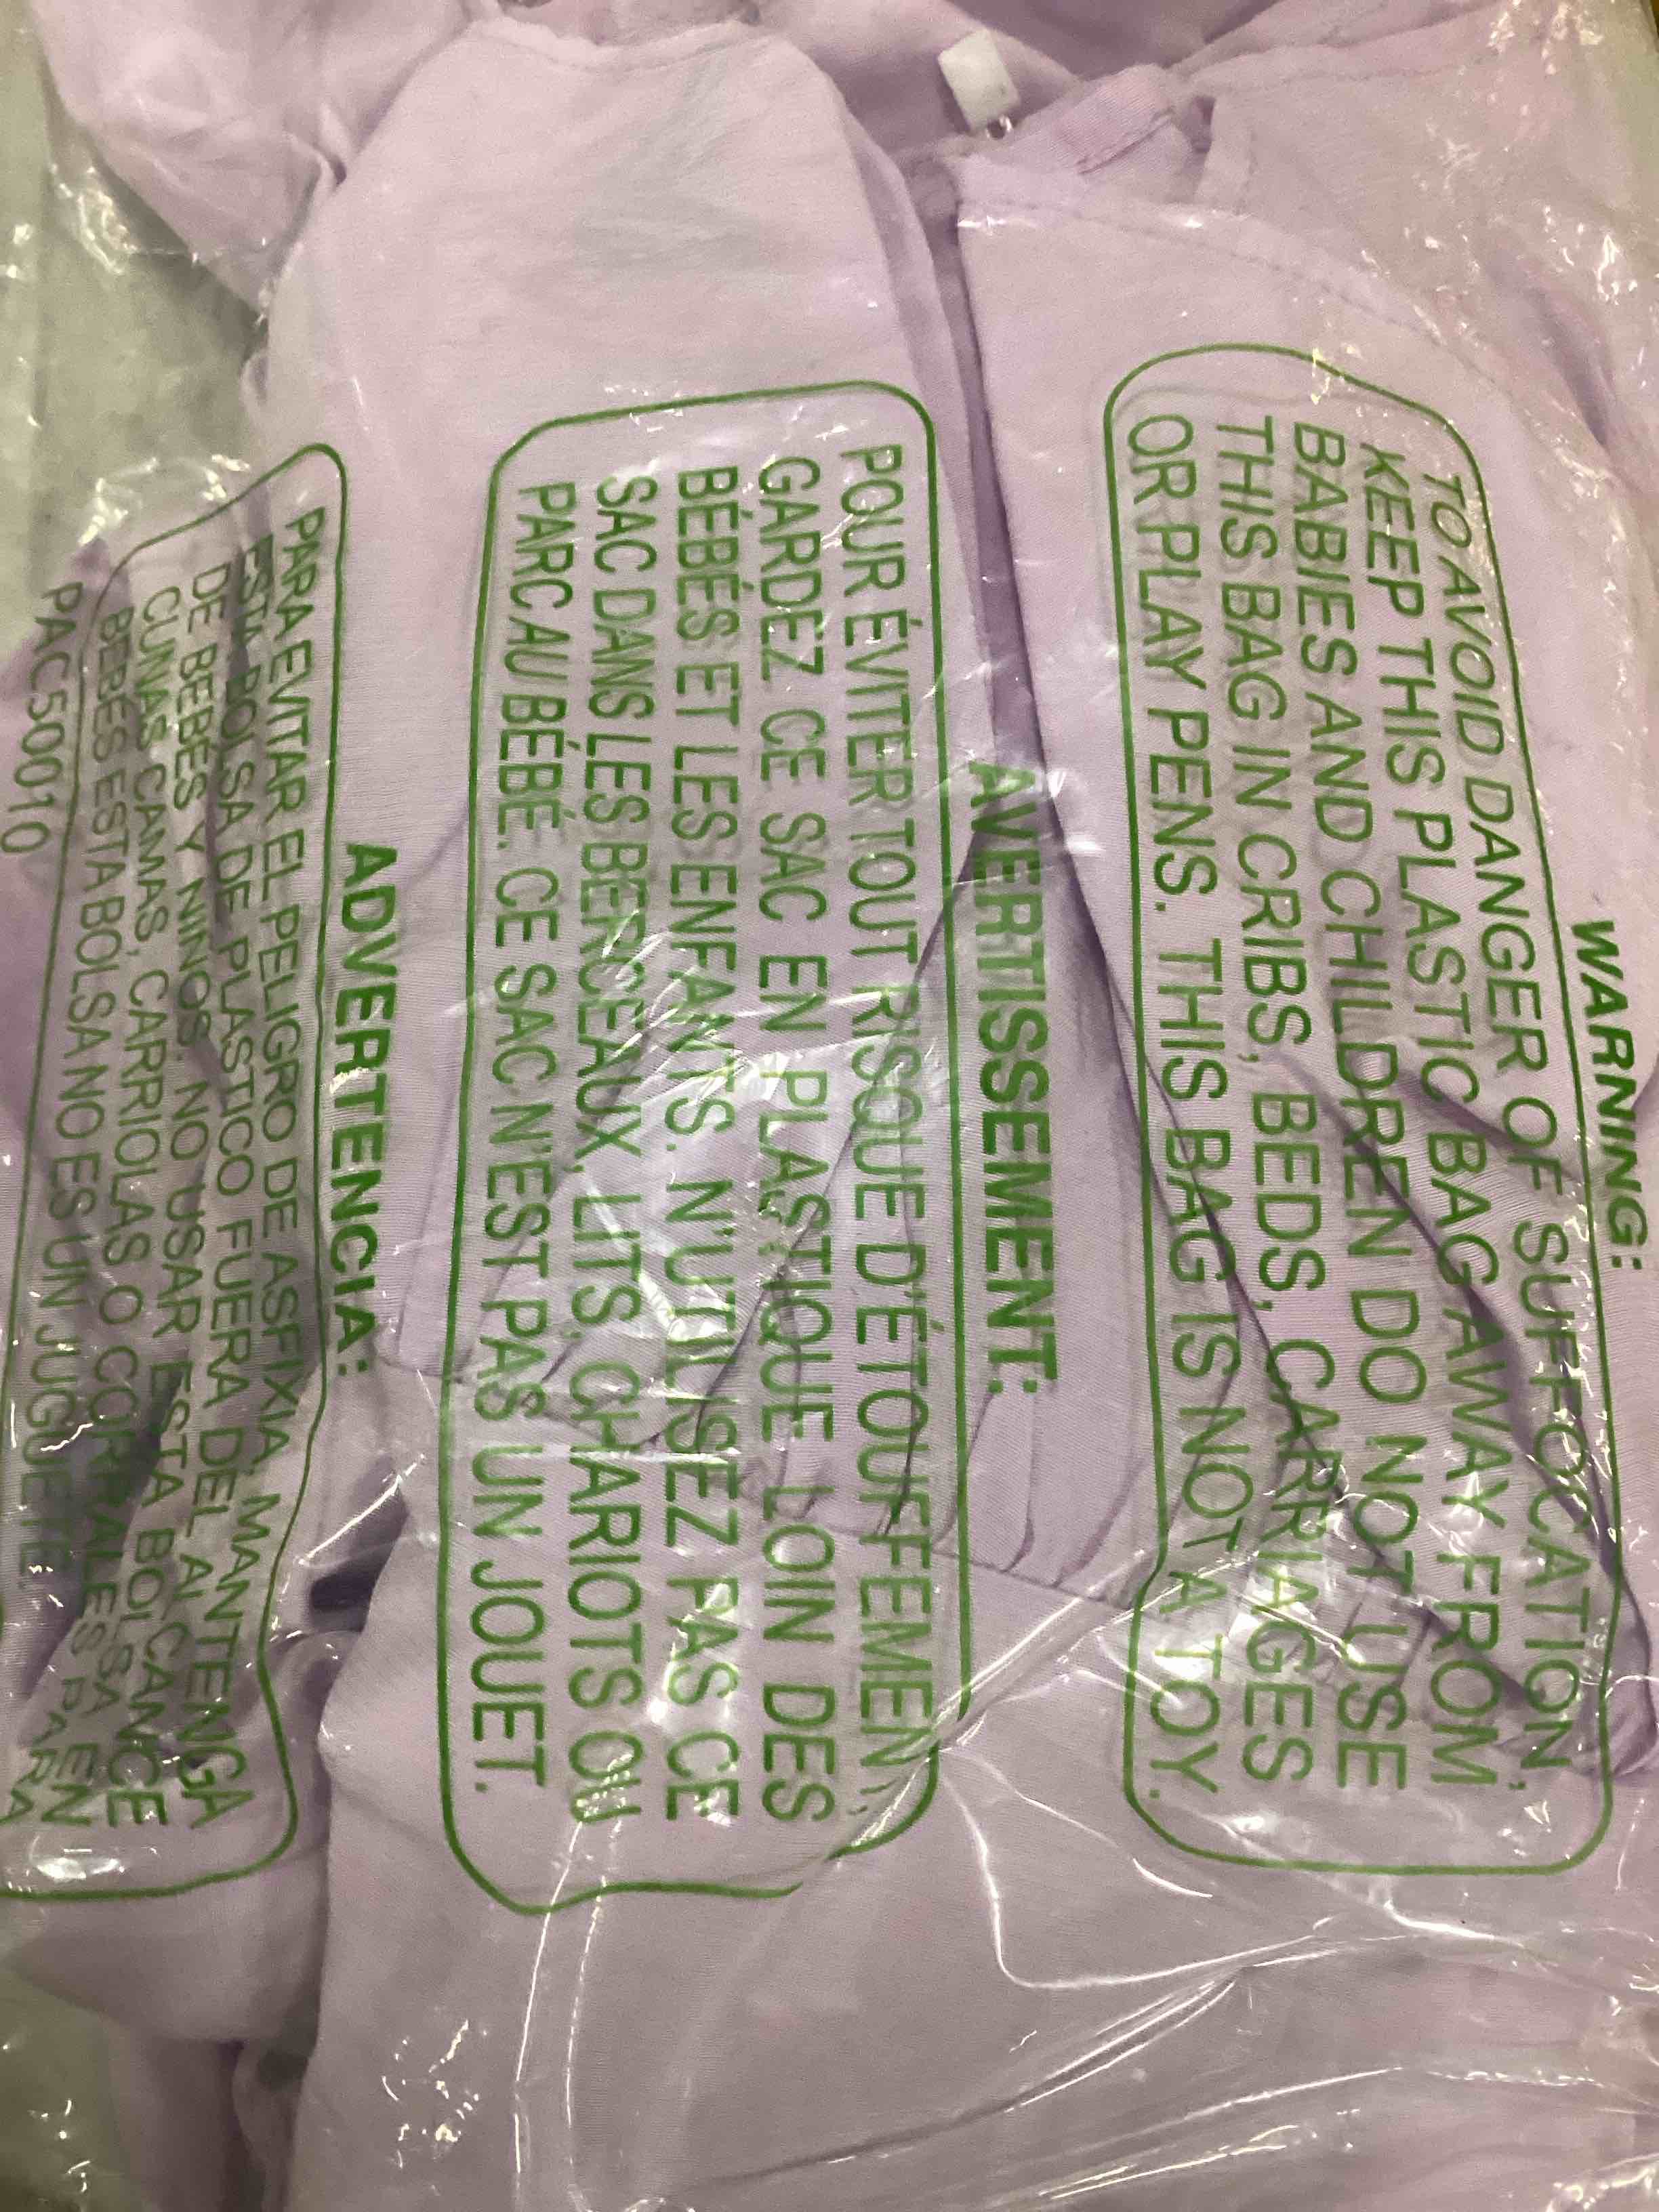 WARNING:
TO AVOID DANGER OF SUFFOCATION,
KEEP THIS PLASTIC BAG AWAY FROM
BABIES AND CHILDREN DO NOT USE
THIS BAG IN CRIBS, BEDS, CARRIAGES
OR PLAY PENS. THIS BAG IS NOT A TOY.
AVERTISSEMENT:
POUR ÉVITER TOUT RISQUE D'ÉTOUFFEMENT,
GARDEZ CE SAC EN PLASTIQUE LOIN DES
BÉBÉS ET LES ENFANTS. N'UTILISEZ PAS CE
SAC DANS LES BERCEAUX, LITS, CHARIOTS OU
PARC AU BÉBÉ. CE SAC N'EST PAS UN JOUET.
ADVERTENCIA:
PARA EVITAR EL PELIGRO DE ASFIXIA, MANTENGA
ESTA BOLSA DE PLASTICO FUERA DEL ALCANCE
DE BEBÉS Y NINOS. NO USAR ESTA BOLSA EN
CUNAS, CAMAS, CARRIOLAS O CORRALES PARA
BEBES ESTA BOLSA NO ES UN JUGUETE
PAC50010